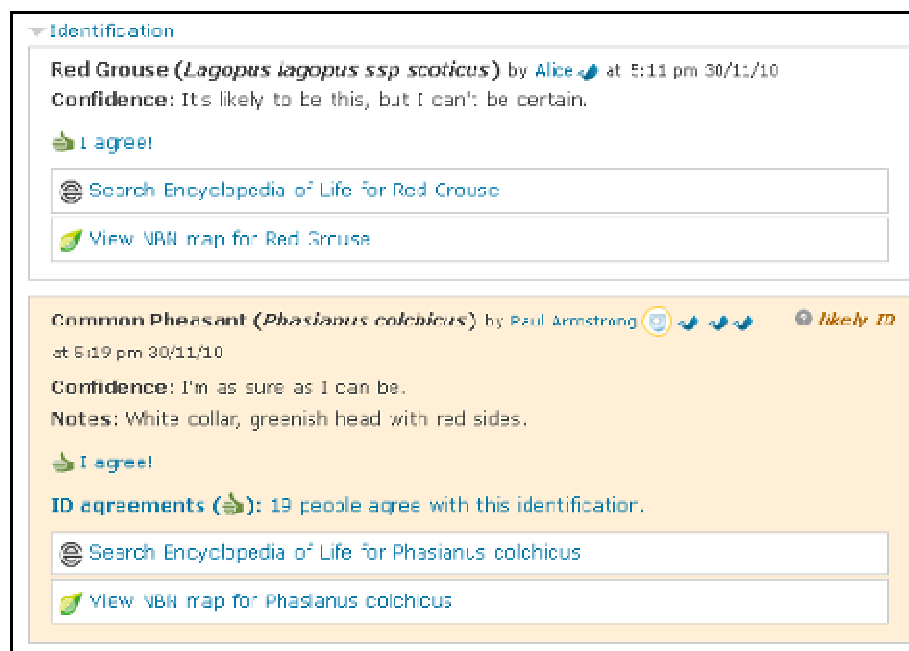 Identification
Red Grouse (Lagopus lagopus ssp scoticus) by Alice at 5:11 pm 30/11/10
Confidence: It's likely to be this, but I can't be certain.
I agree!
Search Encyclopedia of Life for Red Grouse
View NBN map for Red Grouse
Common Pheasant (Phasianus colchicus) by Paul Armstrong likely ID
at 5:19 pm 30/11/10
Confidence: I'm as sure as I can be.
Notes: White collar, greenish head with red sides.
I agree!
ID agreements ( ): 19 people agree with this identification.
Search Encyclopedia of Life for Phasianus colchicus
View NBN map for Phasianus colchicus